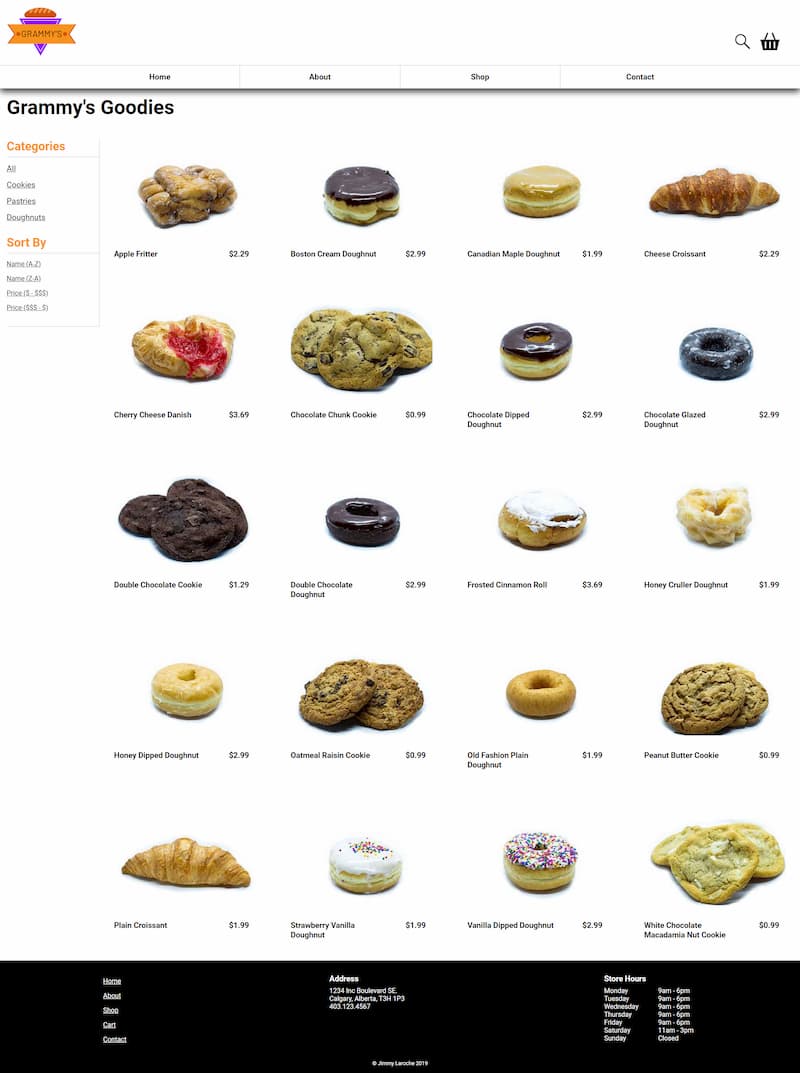 GRAMMY'S
Home About Shop Contact
Grammy's Goodies
Categories
All
Cookies
Pastries
Doughnuts
Sort By
Name (A-Z)
Name (Z-A)
Price ($ - $$$)
Price ($$$ - $)
Apple Fritter $2.29
Boston Cream Doughnut $2.99
Canadian Maple Doughnut $1.99
Cheese Croissant $2.29
Cherry Cheese Danish $3.69
Chocolate Chunk Cookie $0.99
Chocolate Dipped $2.99
Doughnut
Chocolate Glazed $2.99
Doughnut
Double Chocolate Cookie $1.29
Double Chocolate $2.99
Doughnut
Frosted Cinnamon Roll $3.69
Honey Cruller Doughnut $1.99
Honey Dipped Doughnut $2.99
Oatmeal Raisin Cookie $0.99
Old Fashion Plain $1.99
Doughnut
Peanut Butter Cookie $0.99
Plain Croissant $1.99
Strawberry Vanilla $1.99
Doughnut
Vanilla Dipped Doughnut $2.99
White Chocolate $0.99
Macadamia Nut Cookie
Home
About
Shop
Cart
Contact
Address
1234 Inc Boulevard SE.
Calgary, Alberta, T3H 1P3
403.123.4567
Store Hours
Monday 9am - 6pm
Tuesday 9am - 6pm
Wednesday 9am - 6pm
Thursday 9am - 6pm
Friday 9am - 6pm
Saturday 11am - 3pm
Sunday Closed
© Jimmy Laroche 2019